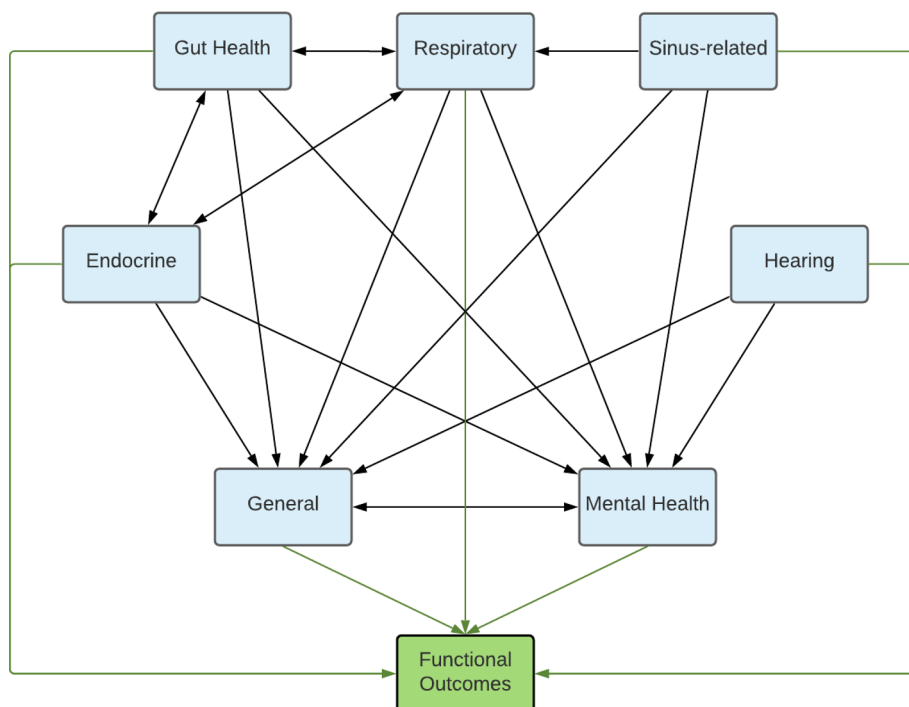 Gut Health
Respiratory
Sinus-related
Endocrine
Hearing
General
Mental Health
Functional
Outcomes